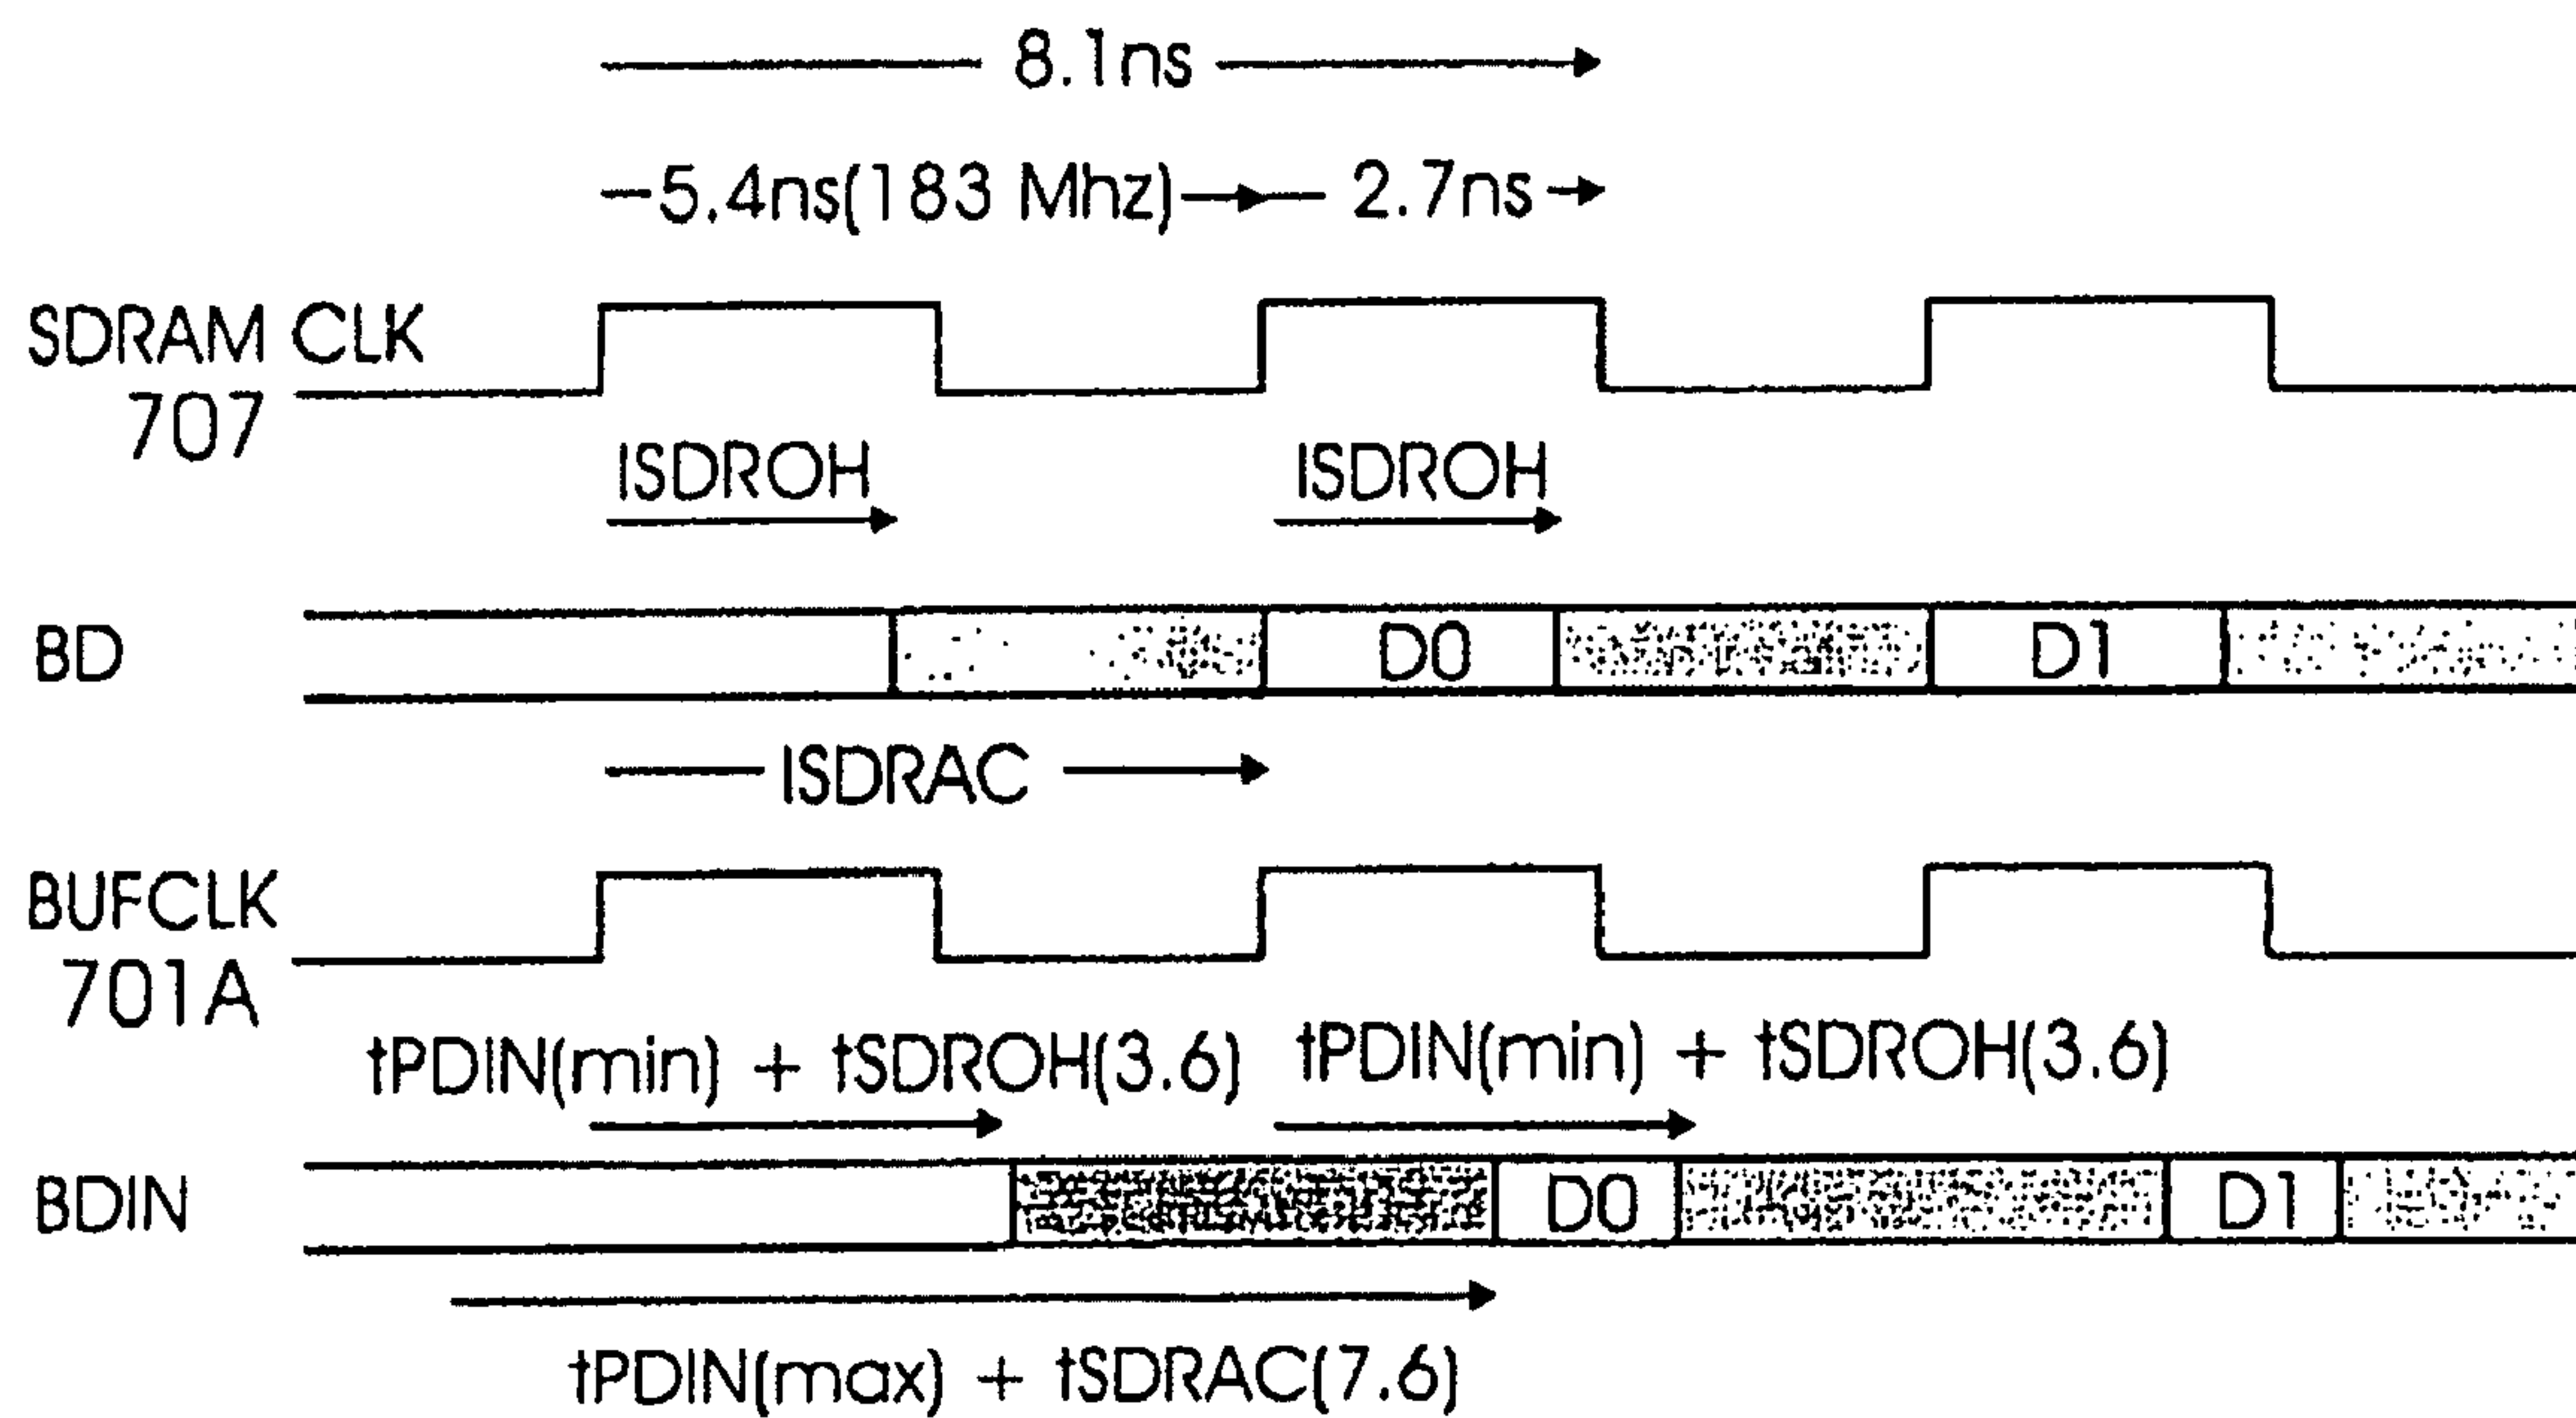 8.1ns
5.4ns(183 Mhz) 2.7ns
SDRAM CLK
707
ISDROH ISDROH
BD D0 D1
ISDRAC
BUFCLK
701A
tPDIN(min) + tSDROH(3.6) tPDIN(min) + tSDROH(3.6)
BDIN D0 D1
tPDIN(max) + tSDRAC(7.6)